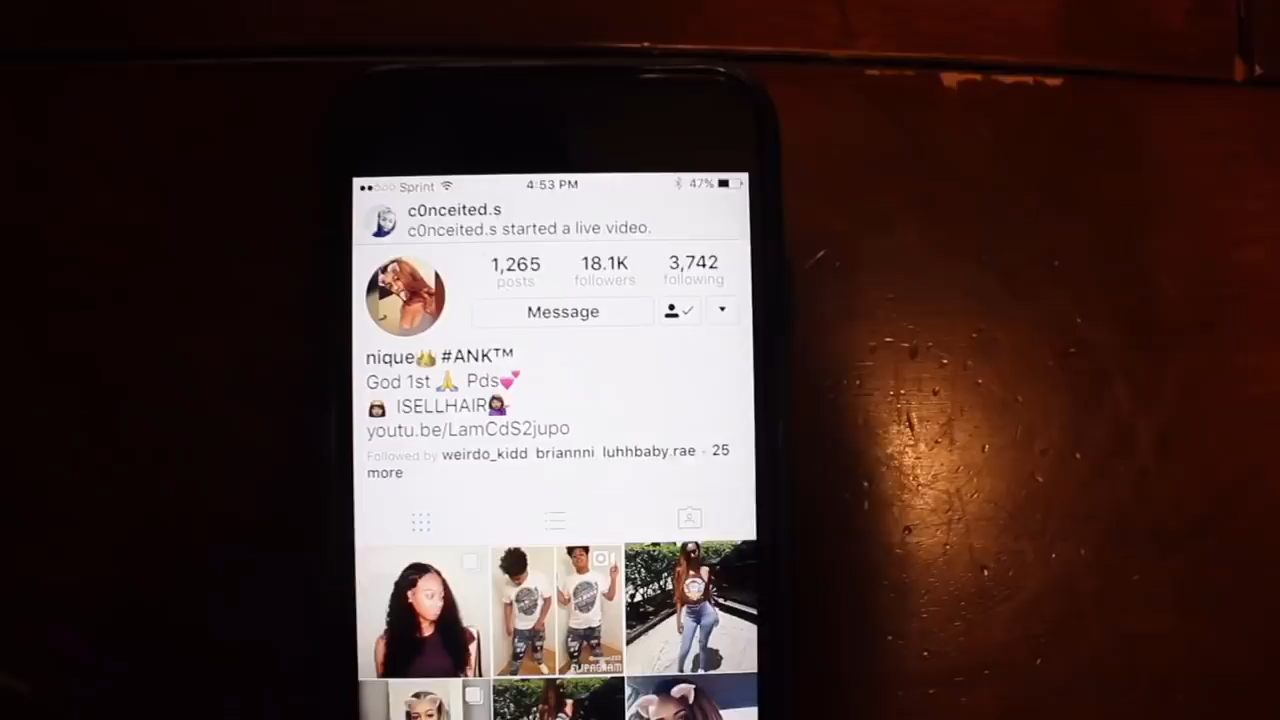 Sprint 4:53 PM 47%
c0nceited.s
c0nceited.s started a live video.
1,265 18.1K 3,742
posts followers following
Message
nique👑 #ANK™
God 1st 🙏 Pds💕
👸🏽 ISELLHAIR💁🏽
youtu.be/LamCdS2jupo
Followed by weirdo_kidd briannni luhhbaby.rae · 25
more
FLIPAGRAM